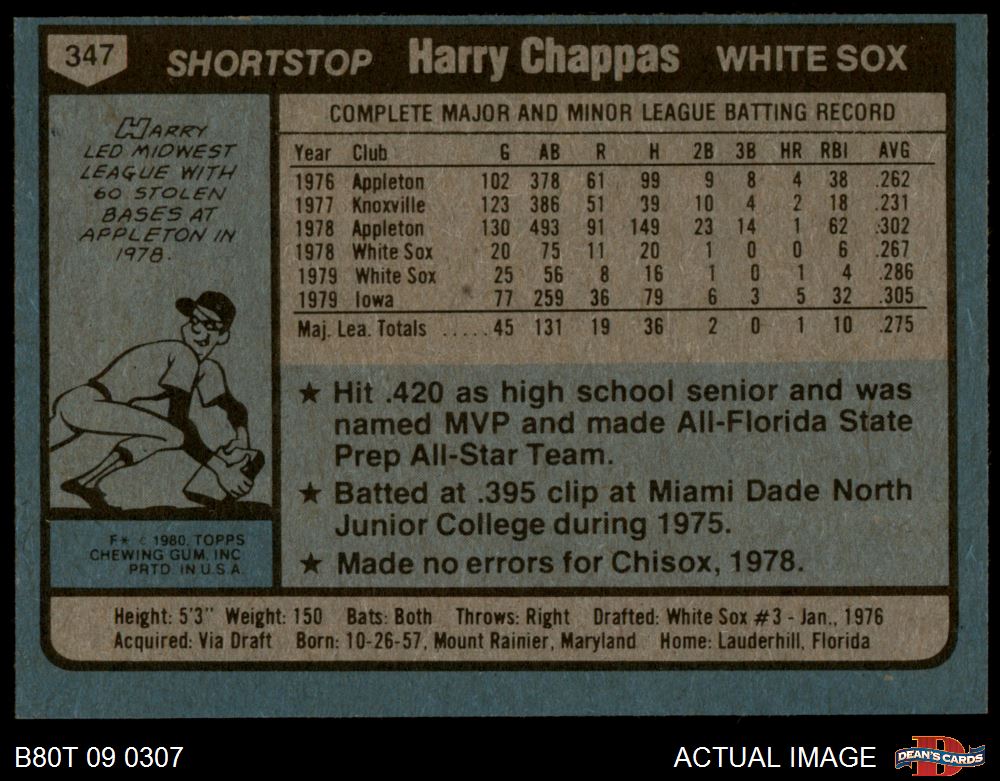 347 SHORTSTOP Harry Chappas WHITE SOX
HARRY
LED MIDWEST
LEAGUE WITH
60 STOLEN
BASES AT
APPLETON IN
1978.
COMPLETE MAJOR AND MINOR LEAGUE BATTING RECORD
Year Club G AB R H 2B 3B HR RBI AVG
1976 Appleton 102 378 61 99 9 8 4 38 .262
1977 Knoxville 123 386 51 39 10 4 2 18 .231
1978 Appleton 130 493 91 149 23 14 1 62 .302
1978 White Sox 20 75 11 20 1 0 0 6 .267
1979 White Sox 25 56 8 16 1 0 1 4 .286
1979 Iowa 77 259 36 79 6 3 5 32 .305
Maj. Lea. Totals .....45 131 19 36 2 0 1 10 .275
★ Hit .420 as high school senior and was
named MVP and made All-Florida State
Prep All-Star Team.
★ Batted at .395 clip at Miami Dade North
Junior College during 1975.
★ Made no errors for Chisox, 1978.
F* © 1980, TOPPS
CHEWING GUM, INC
PRTD. IN U.S.A.
Height: 5'3" Weight: 150 Bats: Both Throws: Right Drafted: White Sox #3 - Jan., 1976
Acquired: Via Draft Born: 10-26-57, Mount Rainier, Maryland Home: Lauderhill, Florida
B80T 09 0307 ACTUAL IMAGE D DEAN'S CARDS